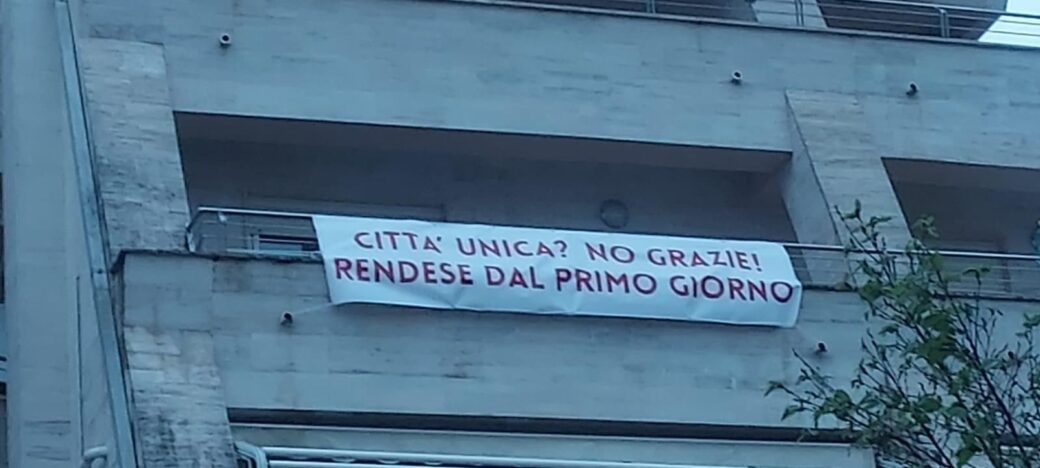 CITTA' UNICA? NO GRAZIE!
RENDESE DAL PRIMO GIORNO